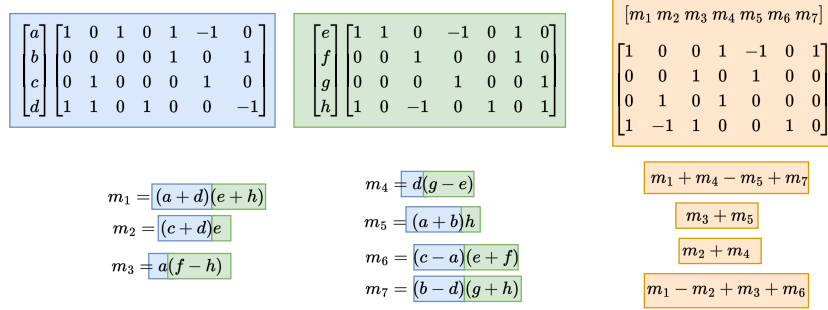 [a] [1 0 1 0 1 -1 0]
[b] [0 0 0 0 1 0 1]
[c] [0 1 0 0 0 1 0]
[d] [1 1 0 1 0 0 -1]
[e] [1 1 0 -1 0 1 0]
[f] [0 0 1 0 0 1 0]
[g] [0 0 0 1 0 0 1]
[h] [1 0 -1 0 1 0 1]
[m₁ m₂ m₃ m₄ m₅ m₆ m₇]
[1 0 0 1 -1 0 1]
[0 0 1 0 1 0 0]
[0 1 0 1 0 0 0]
[1 -1 1 0 0 1 0]
m₁ = (a + d)(e + h)
m₂ = (c + d)e
m₃ = a(f − h)
m₄ = d(g − e)
m₅ = (a + b)h
m₆ = (c − a)(e + f)
m₇ = (b − d)(g + h)
m₁ + m₄ − m₅ + m₇
m₃ + m₅
m₂ + m₄
m₁ − m₂ + m₃ + m₆